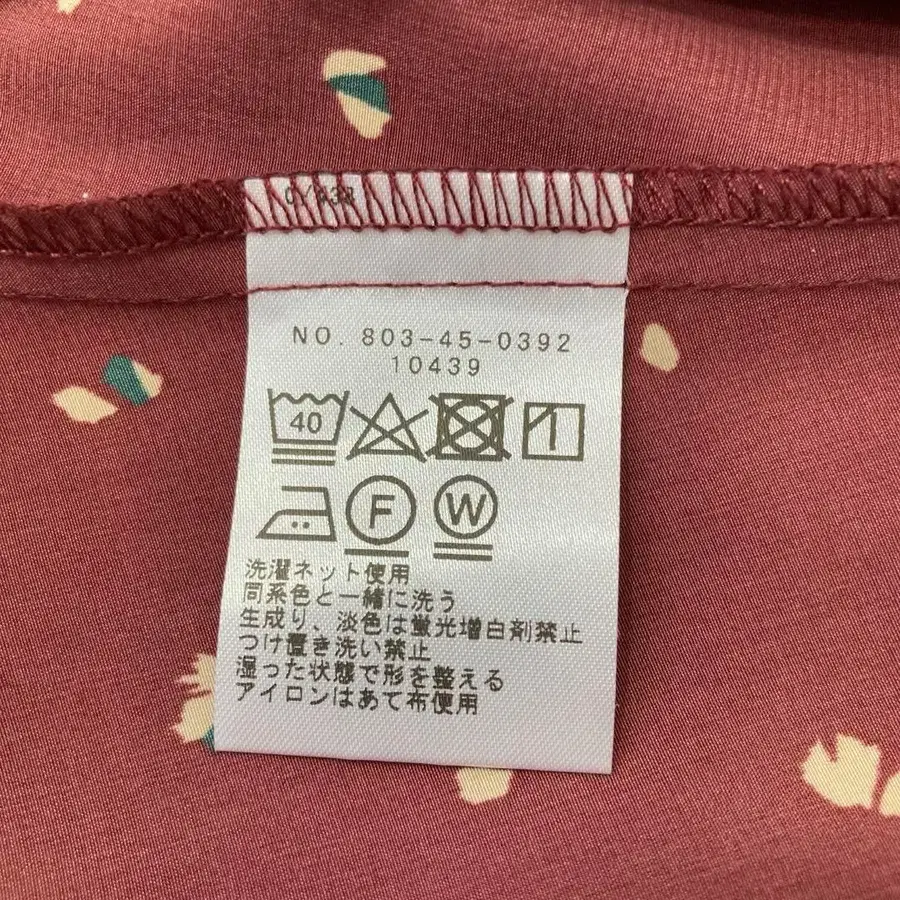 NO. 803-45-0392
10439
40
F W
洗濯ネット使用
同系色と一緒に洗う
生成り、淡色は蛍光増白剤禁止
つけ置き洗い禁止
湿った状態で形を整える
アイロンはあて布使用